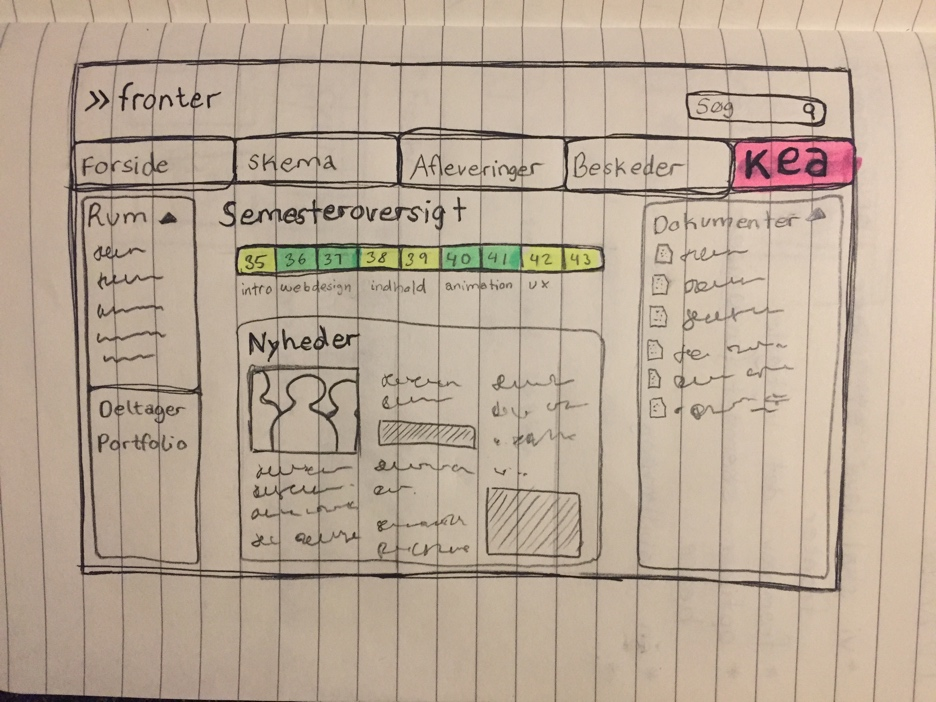 >> fronter
Søg
Forside Skema Afleveringer Beskeder kea
Rum
Deltager
Portfolio
Semesteroversigt
35 36 37 38 39 40 41 42 43
intro webdesign indhold animation ux
Nyheder
Dokumenter